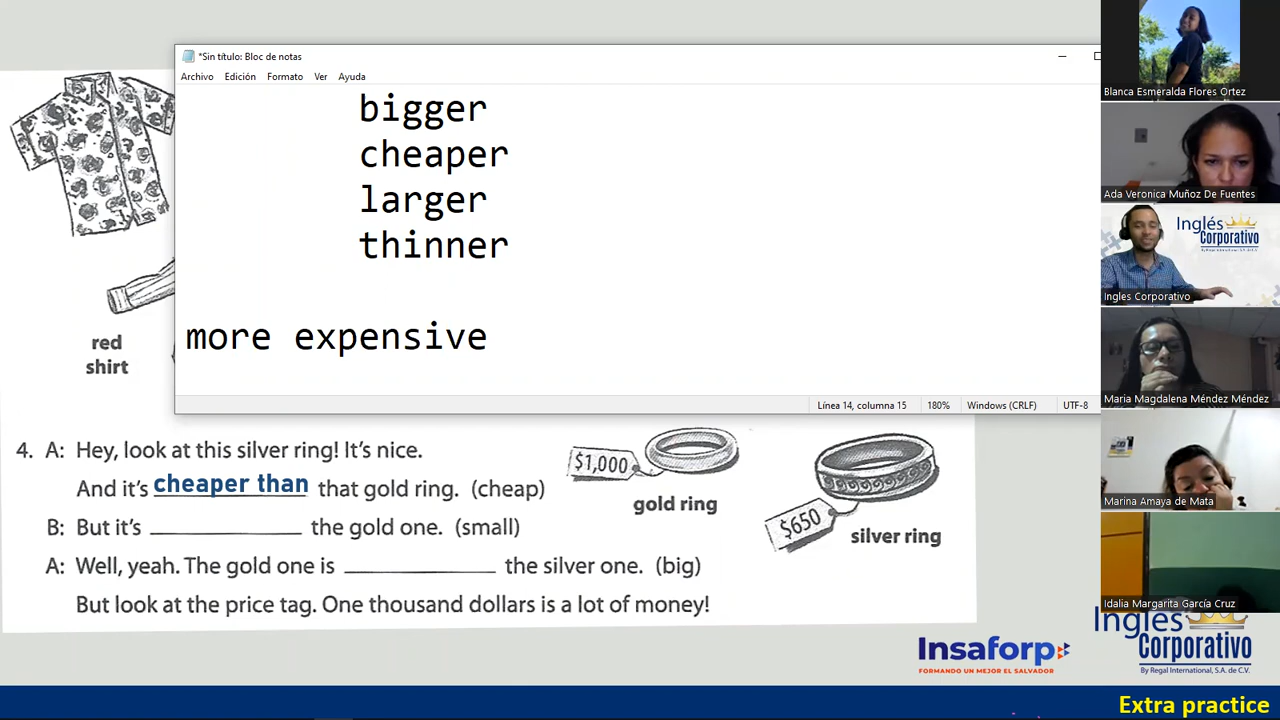 *Sin título: Bloc de notas
Archivo Edición Formato Ver Ayuda
bigger
cheaper
larger
thinner
more expensive
Línea 14, columna 15 180% Windows (CRLF) UTF-8
red
shirt
4. A: Hey, look at this silver ring! It's nice.
And it's cheaper than that gold ring. (cheap)
B: But it's ____________ the gold one. (small)
A: Well, yeah. The gold one is ____________ the silver one. (big)
But look at the price tag. One thousand dollars is a lot of money!
$1,000
gold ring
$650
silver ring
Blanca Esmeralda Flores Ortez
Ada Veronica Muñoz De Fuentes
Inglés
Corporativo
By Regal International, S.A. de C.V.
Ingles Corporativo
Maria Magdalena Méndez Méndez
Marina Amaya de Mata
Idalia Margarita García Cruz
Insaforp
FORMANDO UN MEJOR EL SALVADOR
Inglés
Corporativo
By Regal International, S.A. de C.V.
Extra practice